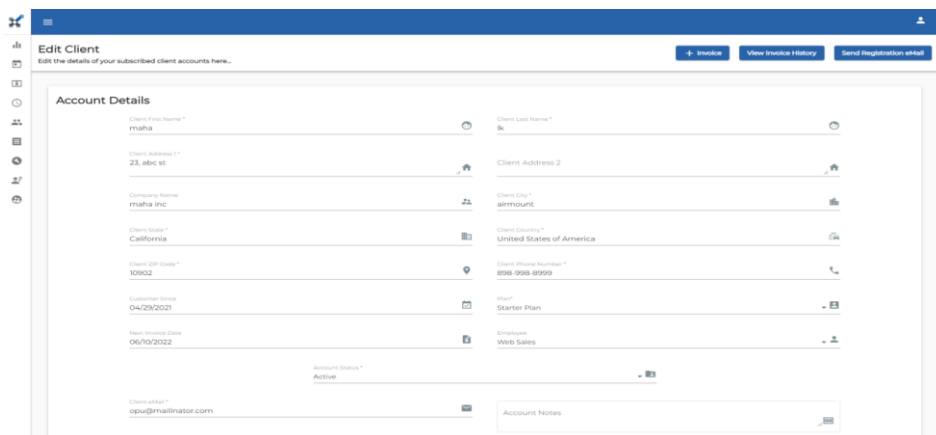 Edit Client
Edit the details of your subscribed client accounts here...
+ Invoice
View Invoice History
Send Registration eMail
Account Details
Client First Name *
maha
Client Last Name *
lk
Client Address 1 *
23, abc st
Client Address 2
Company Name
maha inc
Client City *
airmount
Client State *
California
Client Country *
United States of America
Client ZIP Code *
10902
Client Phone Number *
898-998-8999
Customer Since
04/29/2021
Plan*
Starter Plan
Next Invoice Date
06/10/2022
Employee
Web Sales
Account Status *
Active
Client eMail *
opu@mailinator.com
Account Notes